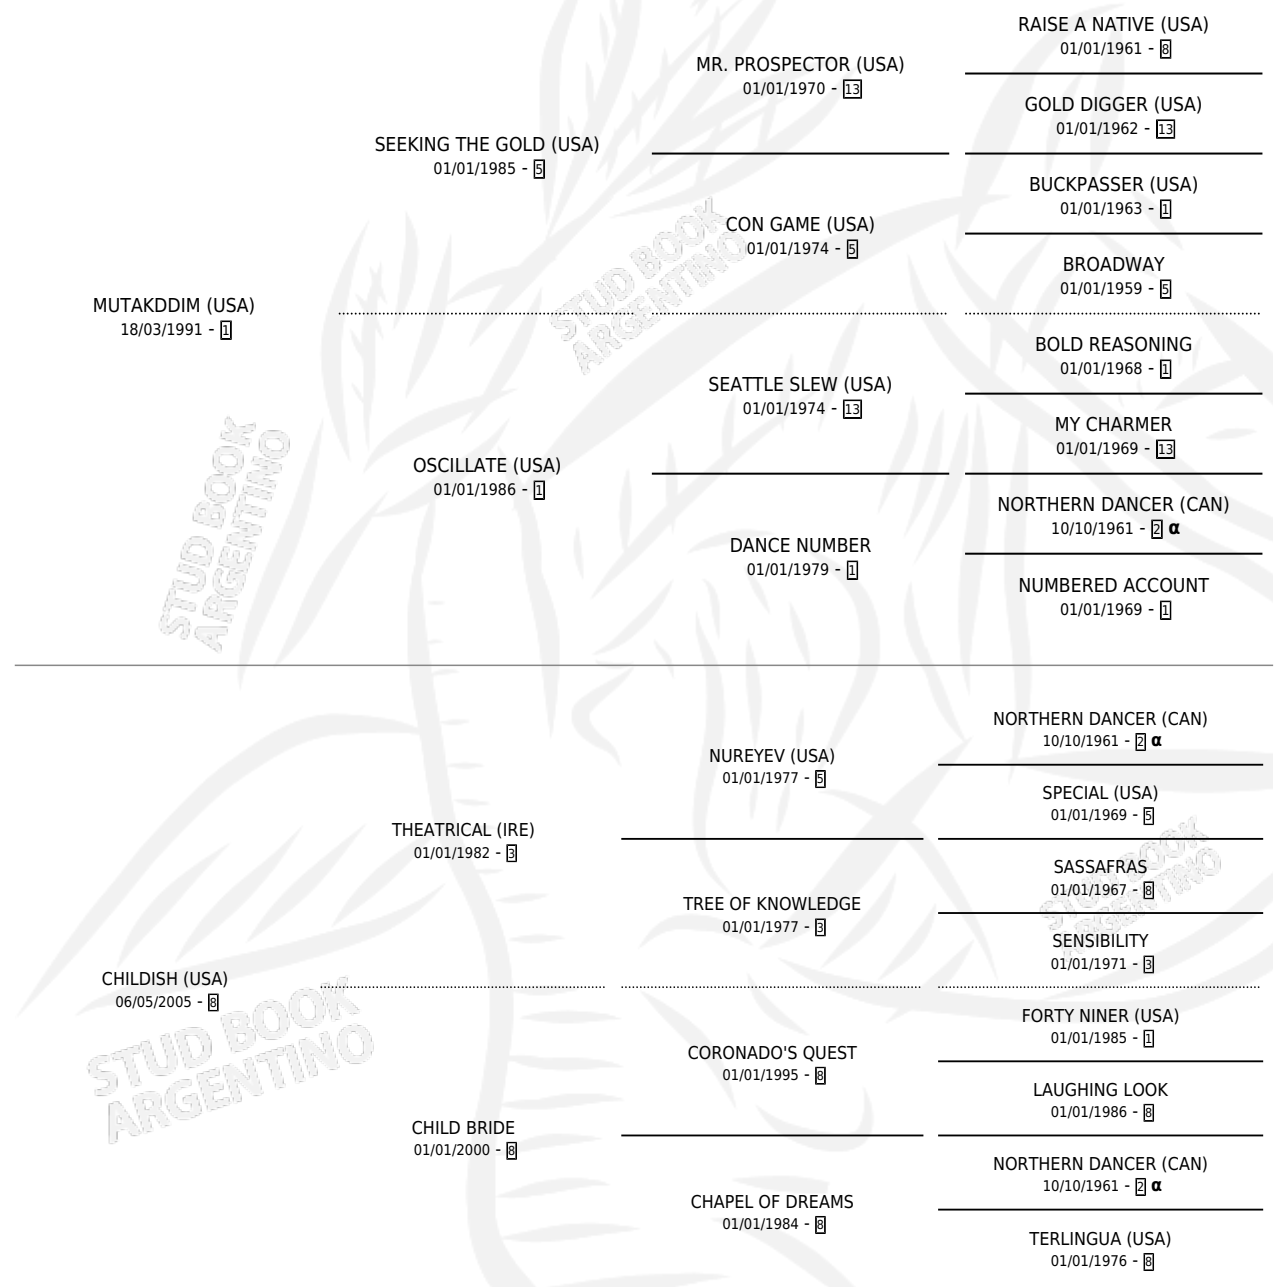 RAISE A NATIVE (USA)
01/01/1961 - 8
MR. PROSPECTOR (USA)
01/01/1970 - 13
GOLD DIGGER (USA)
01/01/1962 - 13
SEEKING THE GOLD (USA)
01/01/1985 - 5
BUCKPASSER (USA)
01/01/1963 - 1
CON GAME (USA)
01/01/1974 - 5
BROADWAY
01/01/1959 - 5
MUTAKDDIM (USA)
18/03/1991 - 1
BOLD REASONING
01/01/1968 - 1
SEATTLE SLEW (USA)
01/01/1974 - 13
MY CHARMER
01/01/1969 - 13
OSCILLATE (USA)
01/01/1986 - 1
NORTHERN DANCER (CAN)
10/10/1961 - 2 α
DANCE NUMBER
01/01/1979 - 1
NUMBERED ACCOUNT
01/01/1969 - 1
STUD BOOK
ARGENTINO
STUD BOOK
ARGENTINO
NORTHERN DANCER (CAN)
10/10/1961 - 2 α
NUREYEV (USA)
01/01/1977 - 5
SPECIAL (USA)
01/01/1969 - 5
THEATRICAL (IRE)
01/01/1982 - 3
SASSAFRAS
01/01/1967 - 8
TREE OF KNOWLEDGE
01/01/1977 - 3
SENSIBILITY
01/01/1971 - 3
CHILDISH (USA)
06/05/2005 - 8
FORTY NINER (USA)
01/01/1985 - 1
CORONADO'S QUEST
01/01/1995 - 8
LAUGHING LOOK
01/01/1986 - 8
CHILD BRIDE
01/01/2000 - 8
NORTHERN DANCER (CAN)
10/10/1961 - 2 α
CHAPEL OF DREAMS
01/01/1984 - 8
TERLINGUA (USA)
01/01/1976 - 8
STUD BOOK
ARGENTINO
STUD BOOK
ARGENTINO